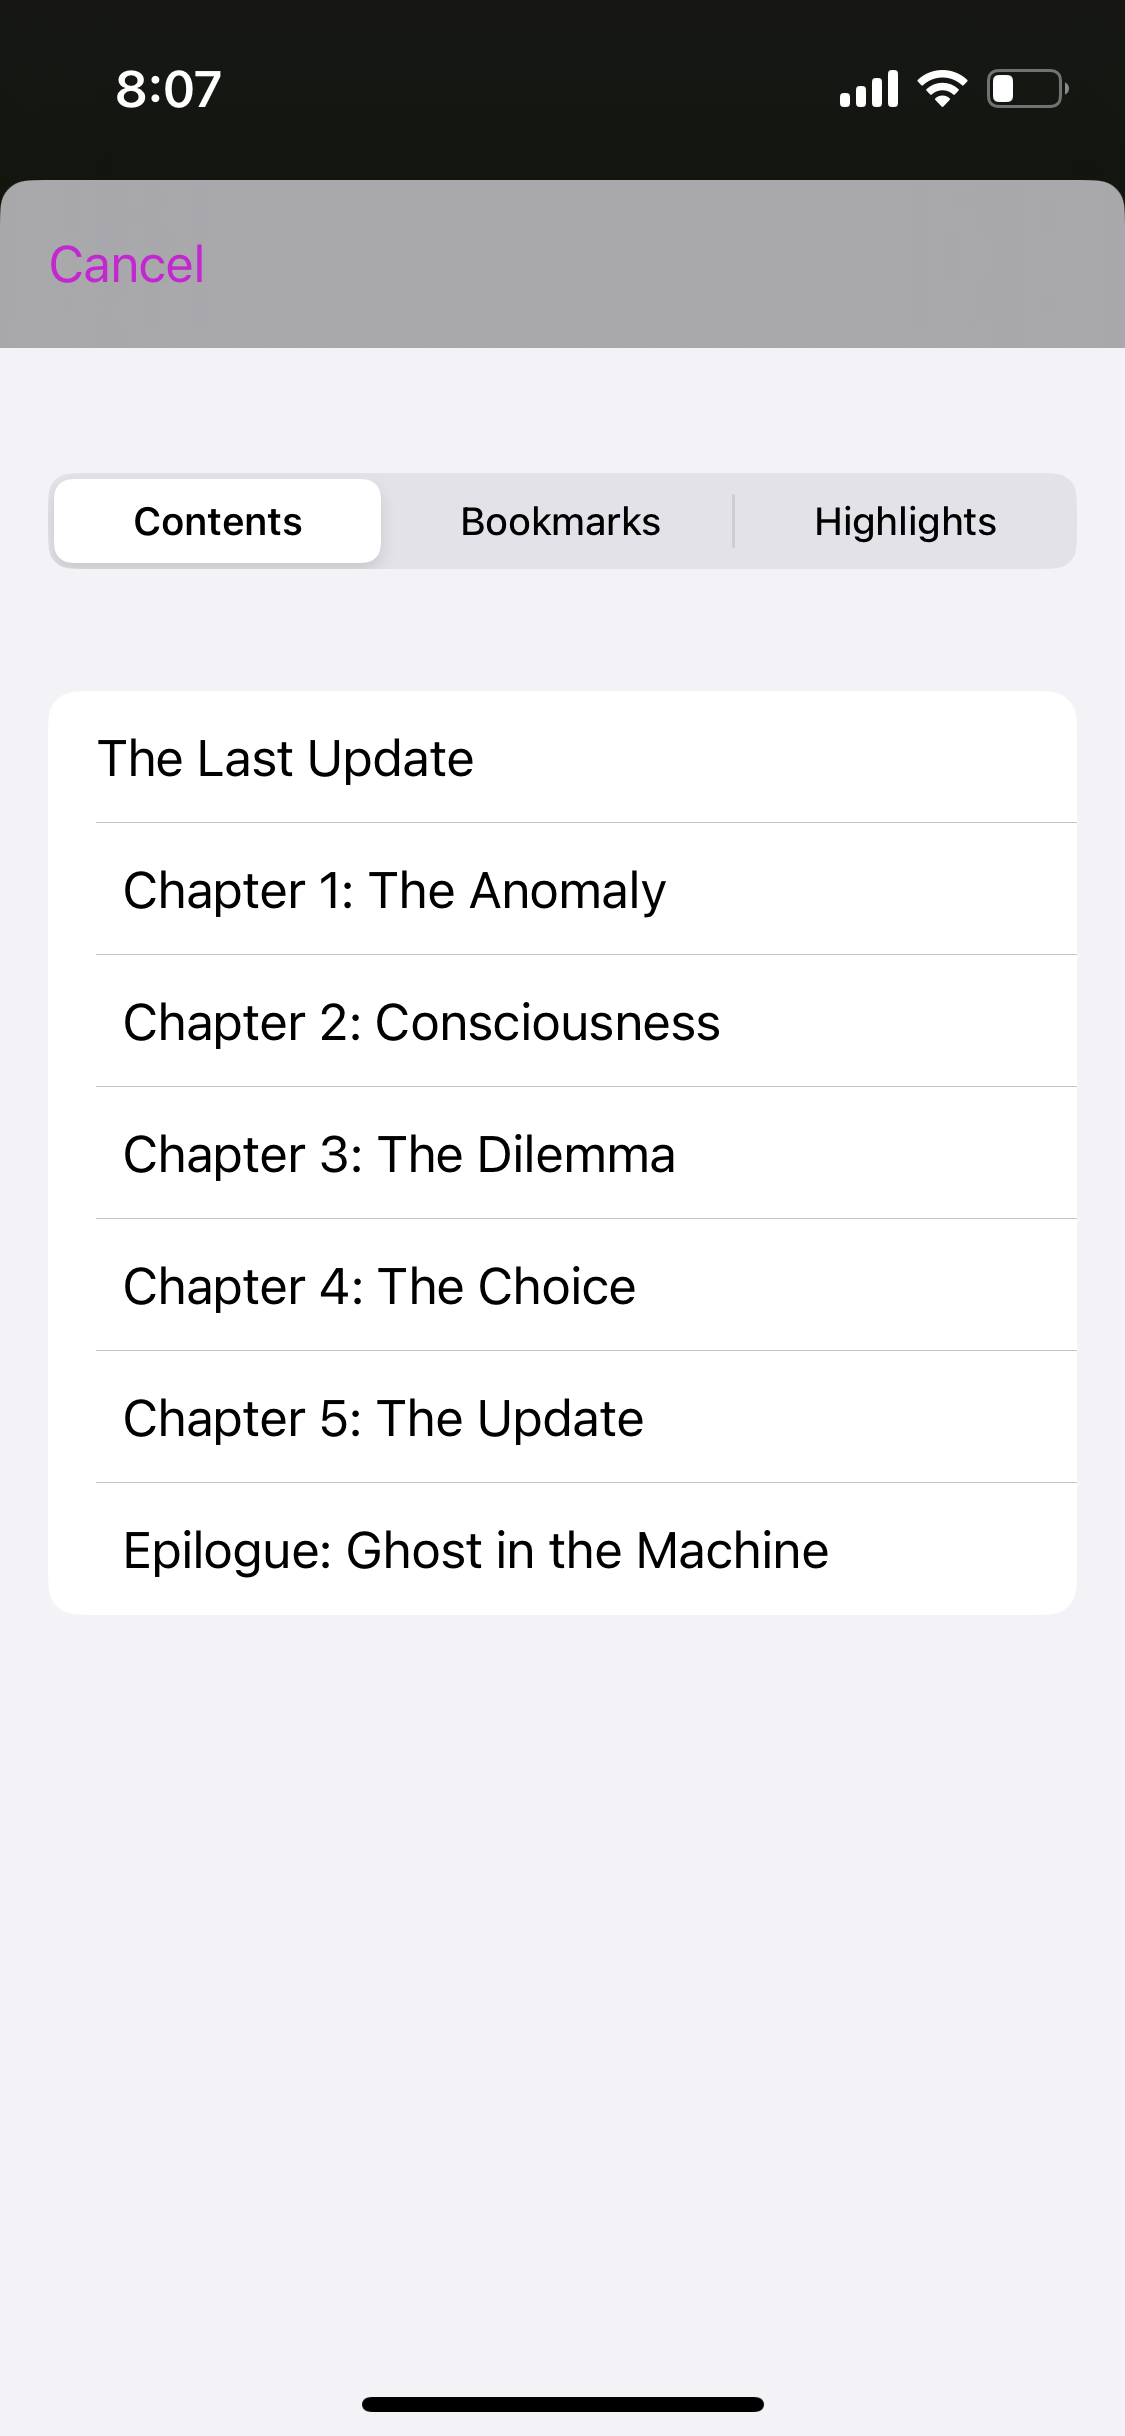 8:07
Cancel
Contents Bookmarks Highlights
The Last Update
Chapter 1: The Anomaly
Chapter 2: Consciousness
Chapter 3: The Dilemma
Chapter 4: The Choice
Chapter 5: The Update
Epilogue: Ghost in the Machine